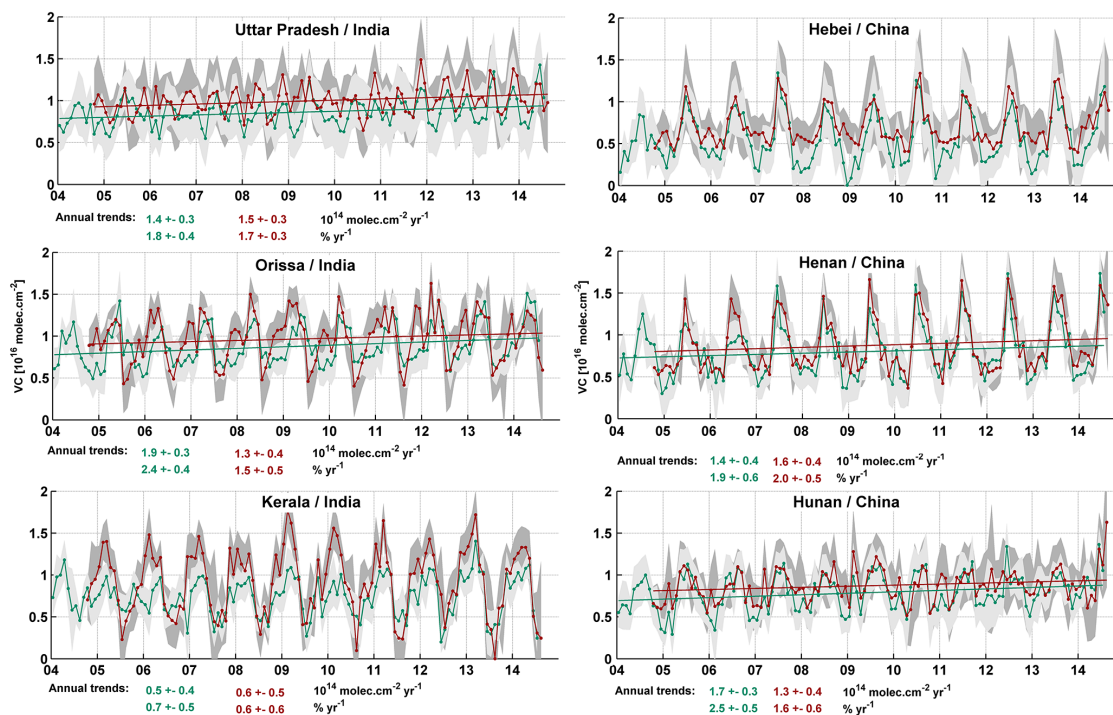 Uttar Pradesh / India
2
1.5
1
0.5
0
04 05 06 07 08 09 10 11 12 13 14
Annual trends: 1.4 +- 0.3 1.5 +- 0.3 10^14 molec.cm^-2 yr^-1
1.8 +- 0.4 1.7 +- 0.3 % yr^-1
Hebei / China
2
1.5
1
0.5
0
04 05 06 07 08 09 10 11 12 13 14
Orissa / India
VC [10^16 molec.cm^-2]
2
1.5
1
0.5
0
04 05 06 07 08 09 10 11 12 13 14
Annual trends: 1.9 +- 0.3 1.3 +- 0.4 10^14 molec.cm^-2 yr^-1
2.4 +- 0.4 1.5 +- 0.5 % yr^-1
Henan / China
VC [10^16 molec.cm^-2]
2
1.5
1
0.5
0
04 05 06 07 08 09 10 11 12 13 14
Annual trends: 1.4 +- 0.4 1.6 +- 0.4 10^14 molec.cm^-2 yr^-1
1.9 +- 0.6 2.0 +- 0.5 % yr^-1
Kerala / India
2
1.5
1
0.5
0
04 05 06 07 08 09 10 11 12 13 14
Annual trends: 0.5 +- 0.4 0.6 +- 0.5 10^14 molec.cm^-2 yr^-1
0.7 +- 0.5 0.6 +- 0.6 % yr^-1
Hunan / China
2
1.5
1
0.5
0
04 05 06 07 08 09 10 11 12 13 14
Annual trends: 1.7 +- 0.3 1.3 +- 0.4 10^14 molec.cm^-2 yr^-1
2.5 +- 0.5 1.6 +- 0.6 % yr^-1